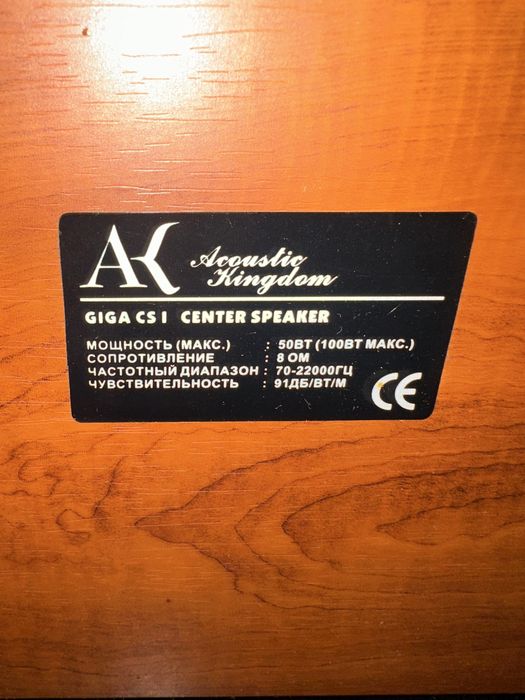 AK Acoustic
Kingdom
GIGA CS I CENTER SPEAKER
МОЩНОСТЬ (МАКС.) : 50ВТ (100ВТ МАКС.)
СОПРОТИВЛЕНИЕ : 8 ОМ
ЧАСТОТНЫЙ ДИАПАЗОН : 70-22000ГЦ
ЧУВСТВИТЕЛЬНОСТЬ : 91ДБ/ВТ/М
CE